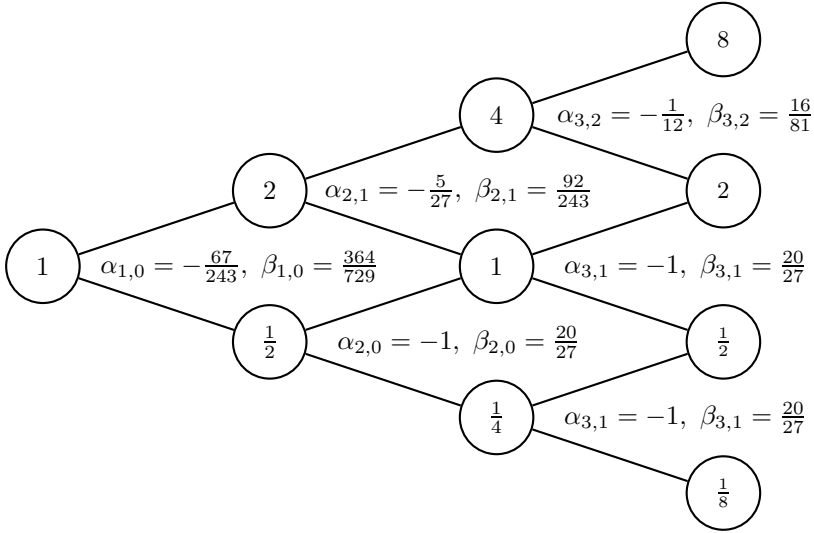 8
4
α_{3,2} = −1/12, β_{3,2} = 16/81
2
α_{2,1} = −5/27, β_{2,1} = 92/243
2
1
α_{1,0} = −67/243, β_{1,0} = 364/729
1
α_{3,1} = −1, β_{3,1} = 20/27
1/2
α_{2,0} = −1, β_{2,0} = 20/27
1/2
1/4
α_{3,1} = −1, β_{3,1} = 20/27
1/8